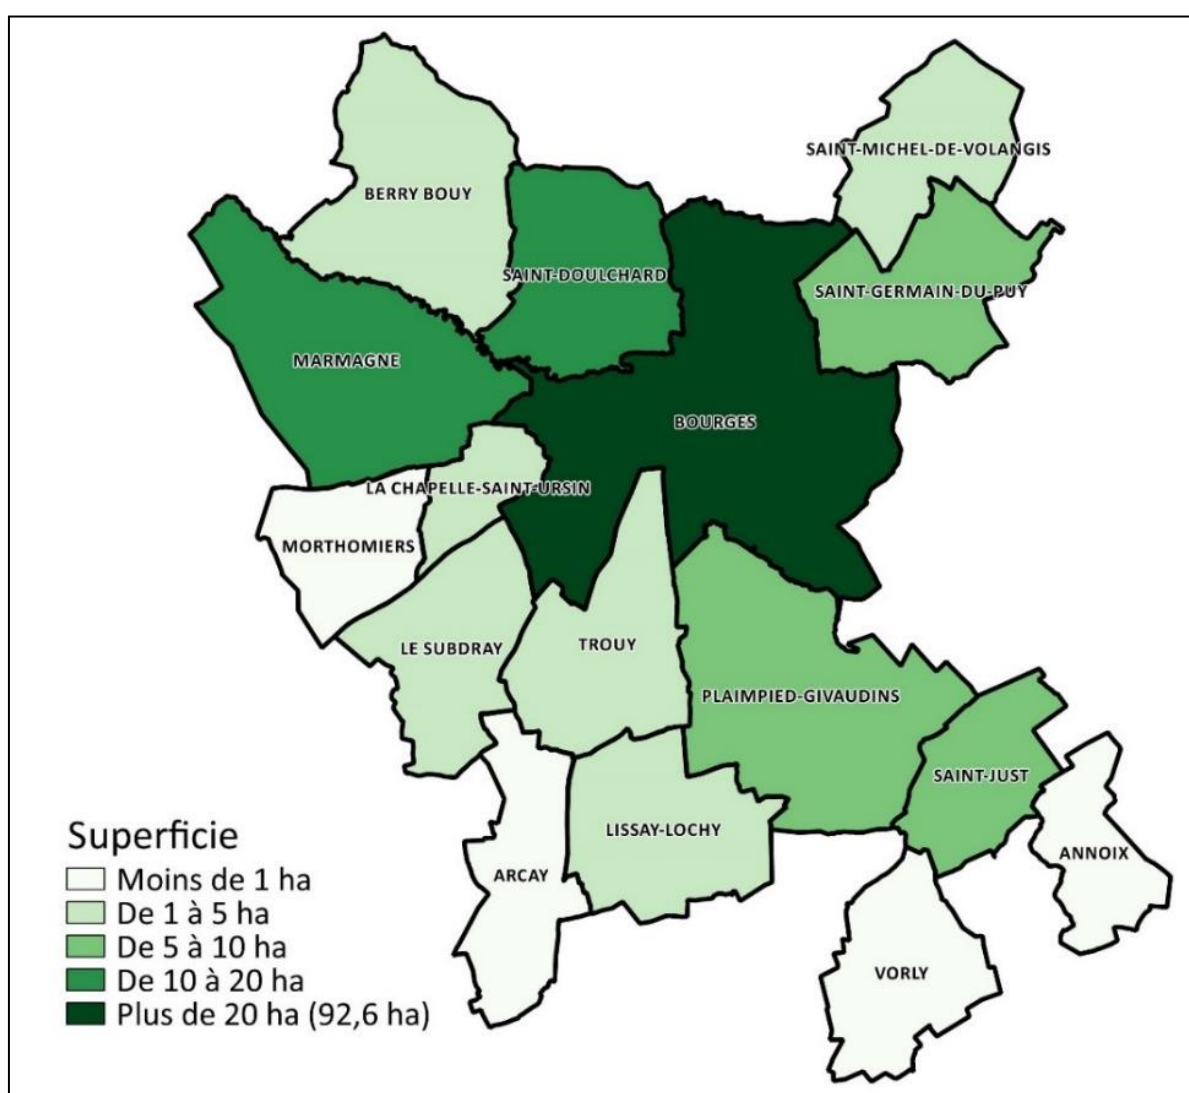 SAINT-MICHEL-DE-VOLANGIS
BERRY BOUY
SAINT-DOULCHARD
SAINT-GERMAIN-DU-PUY
MARMAGNE
BOURGES
LA CHAPELLE-SAINT-URSIN
MORTHOMIERS
LE SUBDRAY
TROUY
PLAIMPIED-GIVAUDINS
SAINT-JUST
LISSAY-LOCHY
ANNOIX
ARCAY
VORLY
Superficie
Moins de 1 ha
De 1 à 5 ha
De 5 à 10 ha
De 10 à 20 ha
Plus de 20 ha (92,6 ha)